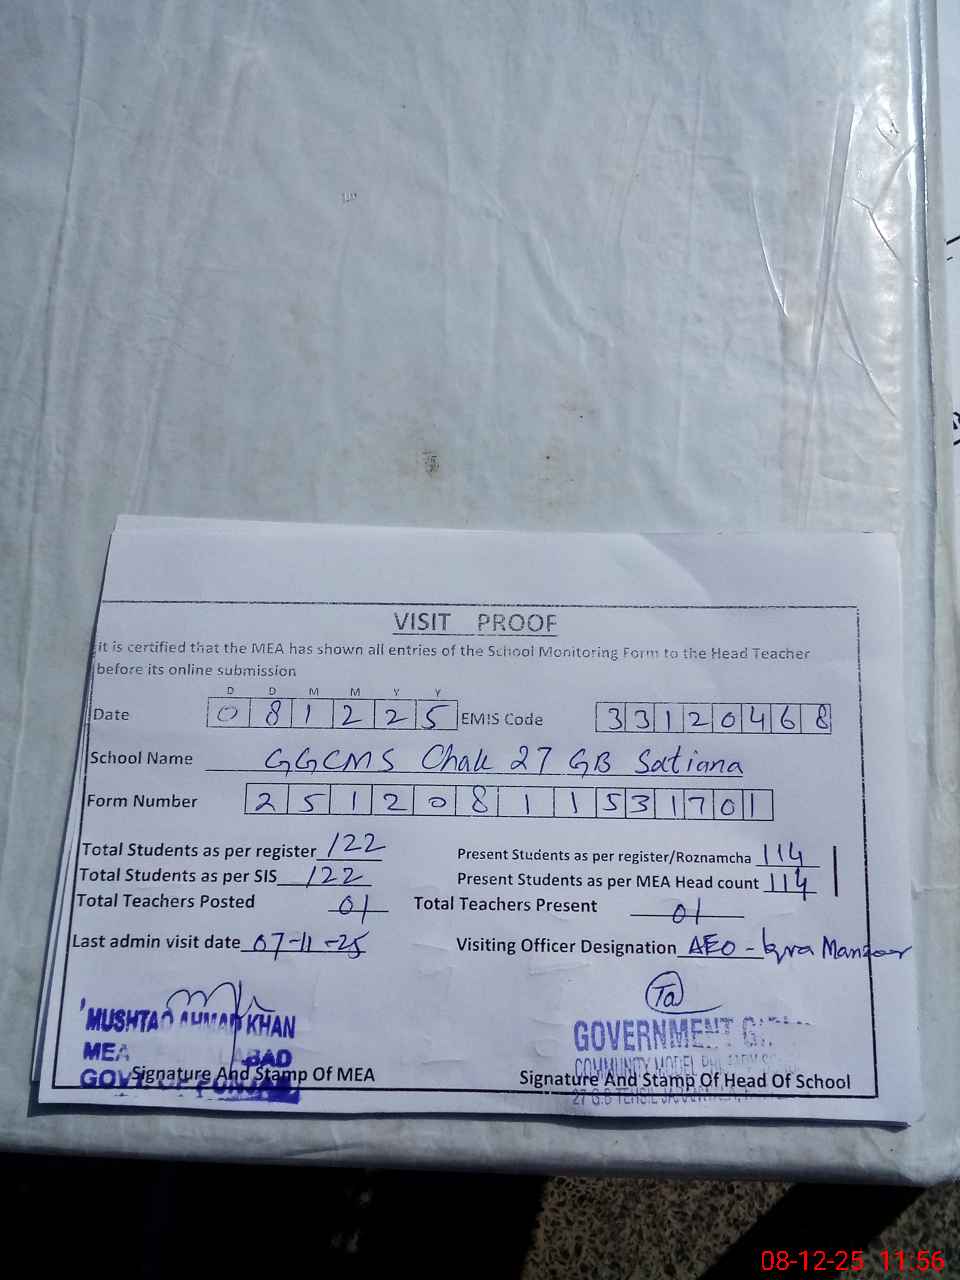 VISIT PROOF
it is certified that the MEA has shown all entries of the School Monitoring Form to the Head Teacher
before its online submission
D D M M Y Y
Date 0 8 1 2 2 5 EMIS Code 3 3 1 2 0 4 6 8
School Name GGCMS Chak 27 GB Satiana
Form Number 2 5 1 2 0 8 1 1 5 3 1 7 0 1
Total Students as per register 122 Present Students as per register/Roznamcha 114
Total Students as per SIS 122 Present Students as per MEA Head count 114
Total Teachers Posted 01 Total Teachers Present 01
Last admin visit date 07-11-25 Visiting Officer Designation AEO - Iqra Manzoor
MUSHTAQ AHMAD KHAN
MEA
GOVT OF PUNJAB
Signature And Stamp Of MEA
GOVERNMENT
COMMUNITY MODEL
27 G.B TEHSIL
Signature And Stamp Of Head Of School
08-12-25 11:56